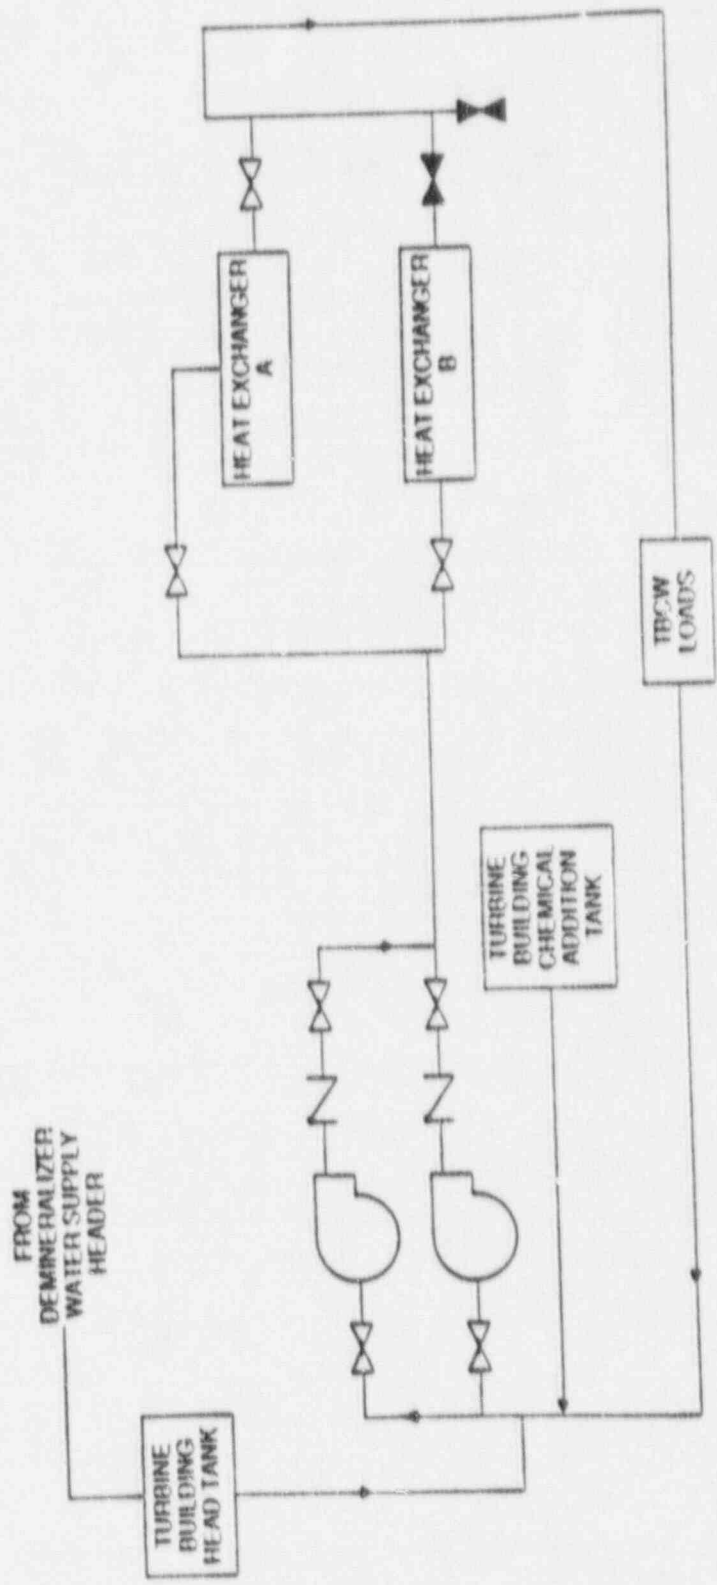 FROM
DEMINERALIZER
WATER SUPPLY
HEADER
TURBINE
BUILDING
HEAD TANK
TURBINE
BUILDING
CHEMICAL
ADDITION
TANK
HEAT EXCHANGER
A
HEAT EXCHANGER
B
TBCW
LOADS